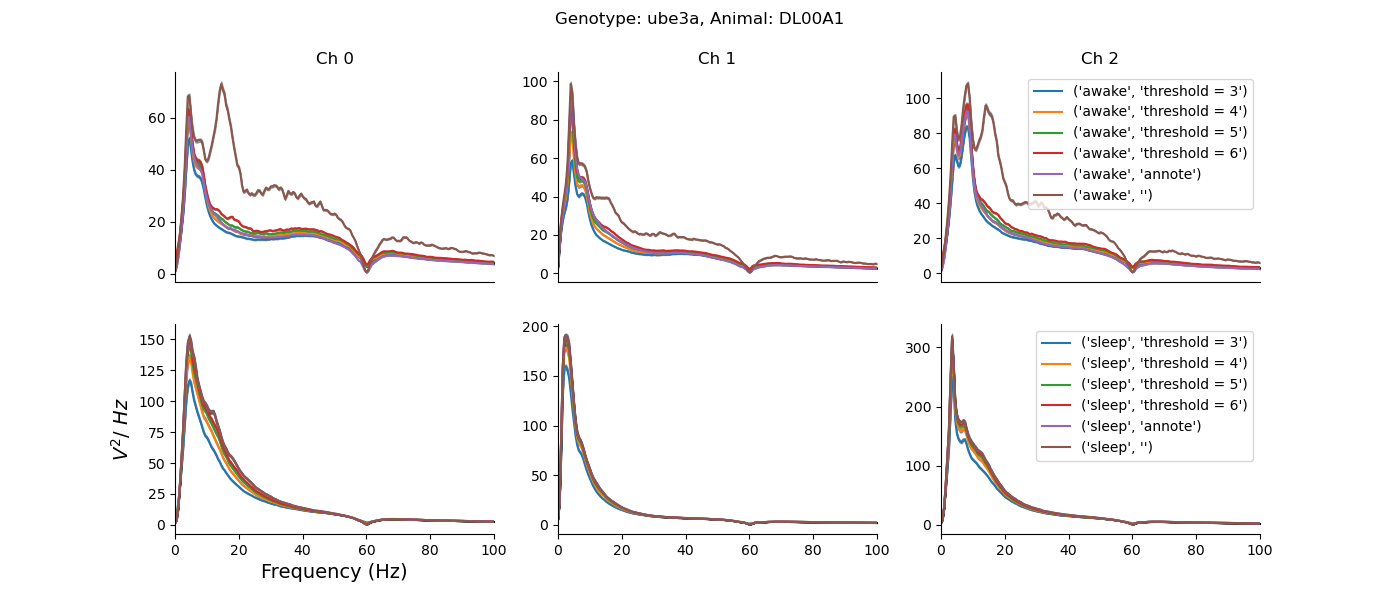 Genotype: ube3a, Animal: DL00A1
Ch 0
Ch 1
Ch 2
60
40
20
0
100
80
60
40
20
0
100
80
60
40
20
0
('awake', 'threshold = 3')
('awake', 'threshold = 4')
('awake', 'threshold = 5')
('awake', 'threshold = 6')
('awake', 'annote')
('awake', '')
V²/ Hz
150
125
100
75
50
25
0
200
150
100
50
0
300
200
100
0
('sleep', 'threshold = 3')
('sleep', 'threshold = 4')
('sleep', 'threshold = 5')
('sleep', 'threshold = 6')
('sleep', 'annote')
('sleep', '')
0 20 40 60 80 100
0 20 40 60 80 100
0 20 40 60 80 100
Frequency (Hz)